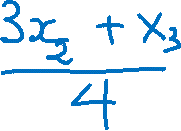 3x₂ + x₃
4